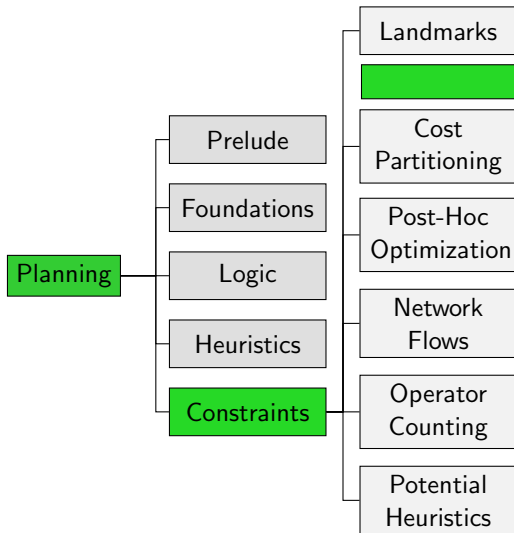 Planning
Prelude
Foundations
Logic
Heuristics
Constraints
Landmarks
Cost
Partitioning
Post-Hoc
Optimization
Network
Flows
Operator
Counting
Potential
Heuristics